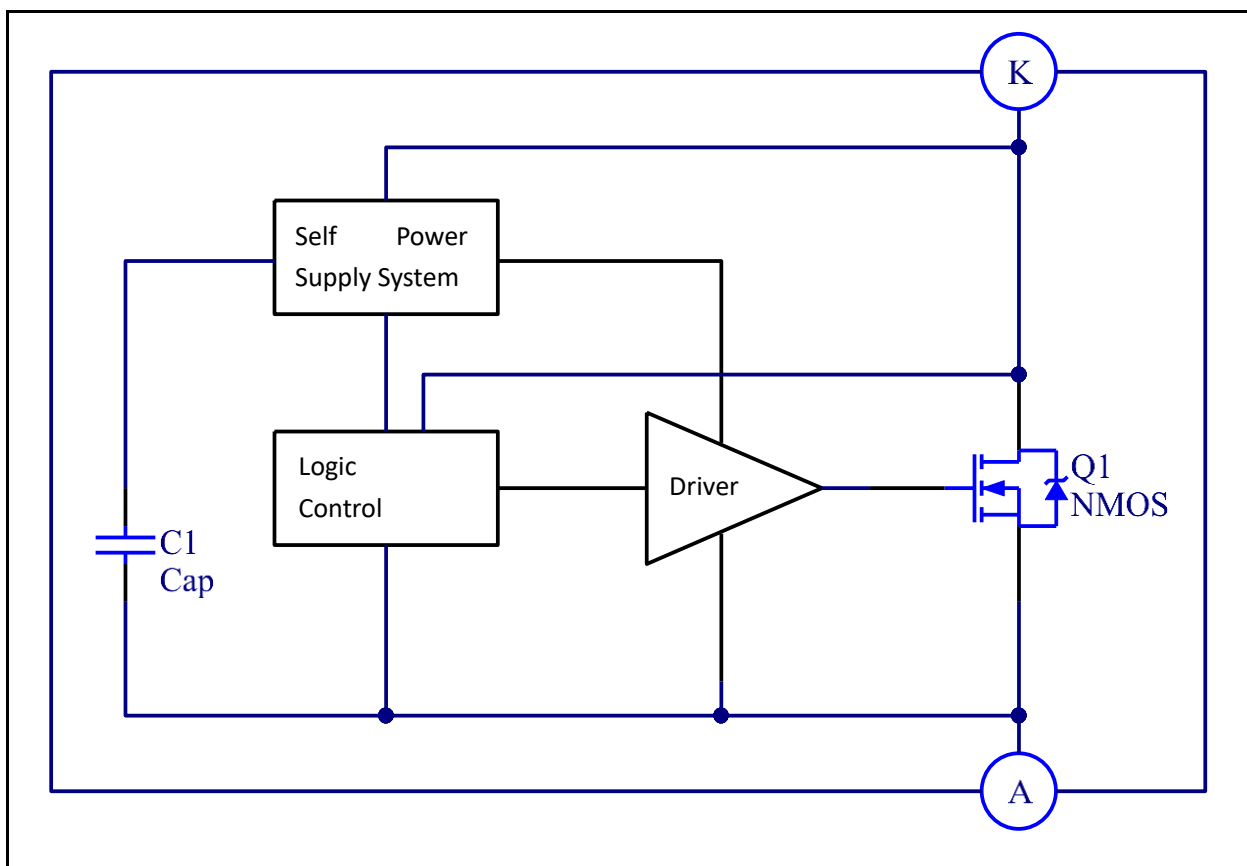 K
Self Power
Supply System
Logic
Control
Driver
Q1
NMOS
C1
Cap
A